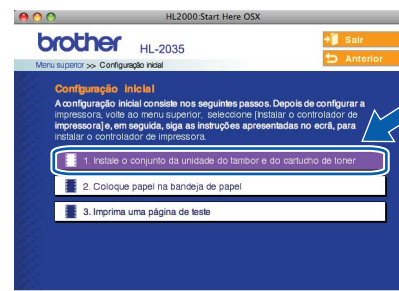 HL2000:Start Here OSX
brother HL-2035
Sair
Menu superior >> Configuração inicial
Anterior
Configuração Inicial
A configuração inicial consiste nos seguintes passos. Depois de configurar a
impressora, volte ao menu superior, seleccione [Instalar o controlador de
impressora] e, em seguida, siga as instruções apresentadas no ecrã, para
instalar o controlador de impressora.
1. Instale o conjunto da unidade do tambor e do cartucho de toner
2. Coloque papel na bandeja de papel
3. Imprima uma página de teste